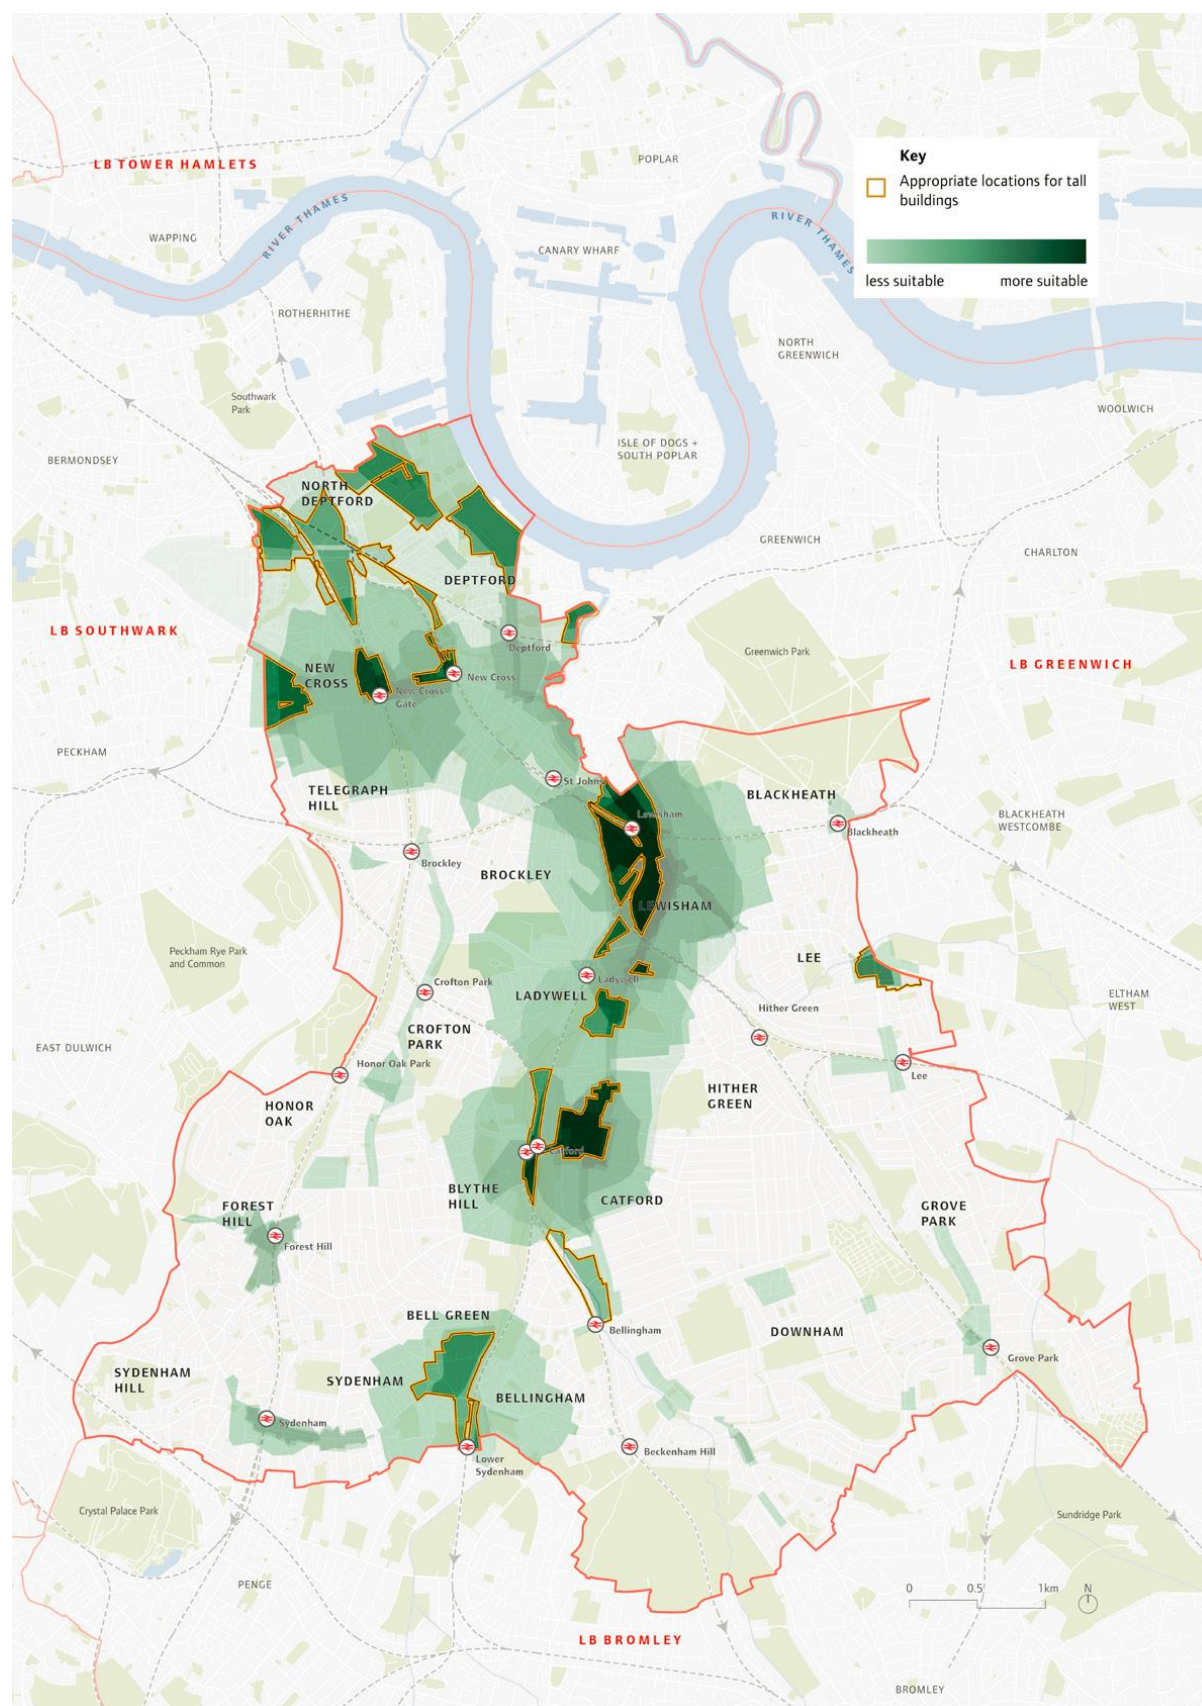 LB TOWER HAMLETS
POPLAR
Key
Appropriate locations for tall
buildings
less suitable
more suitable
WAPPING
RIVER THAMES
CANARY WHARF
RIVER THAMES
ROTHERHITHE
NORTH
GREENWICH
Southwark
Park
WOOLWICH
BERMONDSEY
ISLE OF DOGS +
SOUTH POPLAR
NORTH
DEPTFORD
GREENWICH
CHARLTON
DEPTFORD
LB SOUTHWARK
Deptford
Greenwich Park
LB GREENWICH
NEW
CROSS
New Cross
New Cross
Gate
PECKHAM
St Johns
TELEGRAPH
HILL
BLACKHEATH
Lewisham
Blackheath
BLACKHEATH
WESTCOMBE
Brockley
BROCKLEY
LEWISHAM
Peckham Rye Park
and Common
LEE
Crofton Park
Ladywell
LADYWELL
ELTHAM
WEST
Hither Green
CROFTON
PARK
EAST DULWICH
Honor Oak Park
Lee
HONOR
OAK
HITHER
GREEN
Catford
BLYTHE
HILL
CATFORD
FOREST
HILL
GROVE
PARK
Forest Hill
BELL GREEN
Bellingham
DOWNHAM
Grove Park
SYDENHAM
HILL
SYDENHAM
BELLINGHAM
Sydenham
Beckenham Hill
Lower
Sydenham
Crystal Palace Park
Sundridge Park
PENGE
0 0.5 1km N
LB BROMLEY
BROMLEY